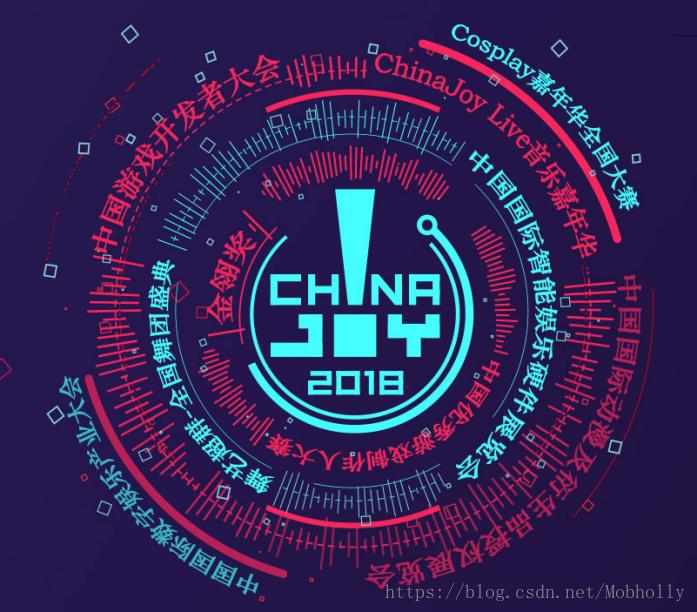 Cosplay嘉年华全国大赛
中国游戏开发者大会
ChinaJoy Live音乐嘉年华
中国国际智能娱乐硬件展览会
金翎奖
CHINA
JOY
2018
中国国际动漫及衍生品授权展览会
舞艺超群-全国舞团盛典
中国优秀游戏制作人大赛
中国国际数字娱乐产业大会
https://blog.csdn.net/Mobholly